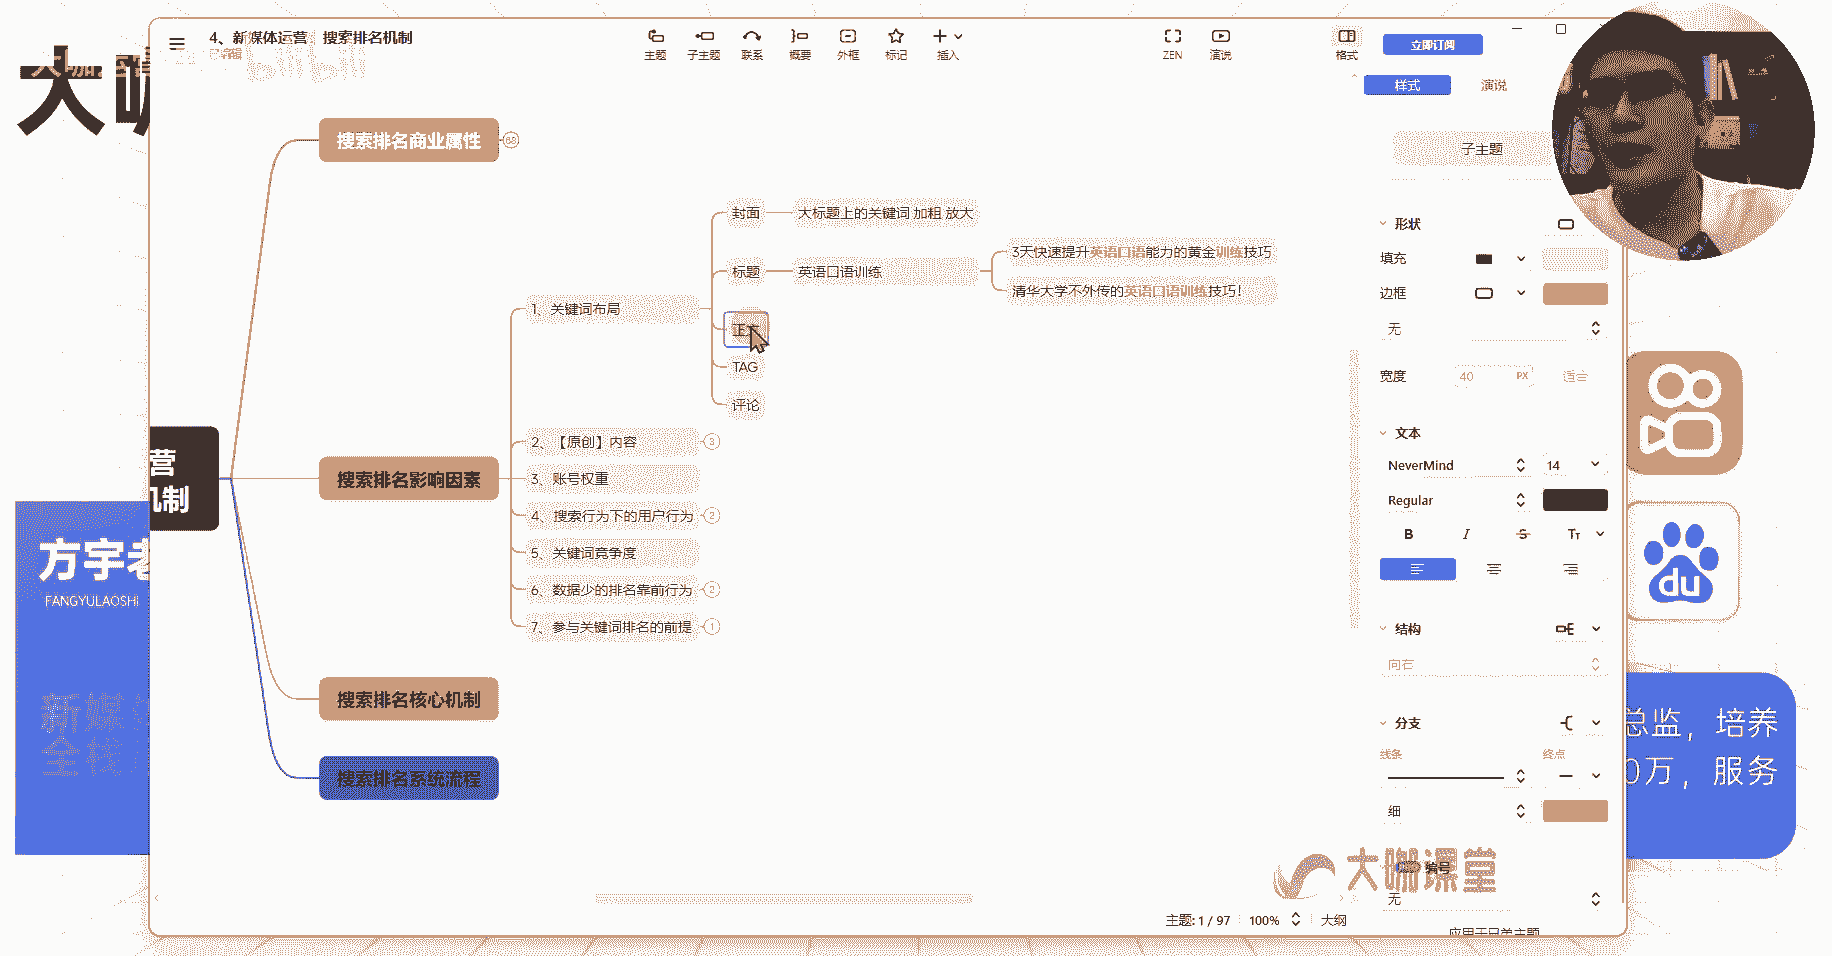 4、新媒体运营：搜索排名机制
已编辑
bilibili
主题
子主题
联系
概要
外框
标记
插入
ZEN
演说
格式
立即订阅
样式
演说
大咖
子主题
搜索排名商业属性
68
封面
大标题上的关键词 加粗 放大
标题
英语口语训练
3天快速提升英语口语能力的黄金训练技巧
清华大学不外传的英语口语训练技巧！
1、关键词布局
正文
TAG
评论
营
机制
搜索排名影响因素
2、【原创】内容
3
3、账号权重
4、搜索行为下的用户行为
2
5、关键词竞争度
6、数据少的排名靠前行为
2
7、参与关键词排名的前提
1
搜索排名核心机制
搜索排名系统流程
形状
填充
边框
无
宽度
40
PX
适合
文本
NeverMind
14
Regular
B
I
S
TT
结构
向右
分支
线条
终点
细
编号
无
应用于兄弟主题
主题: 1 / 97
100%
大纲
大咖课堂
方宇老
FANGYULAOSHI
新媒
全
du
总监，培养
0万，服务